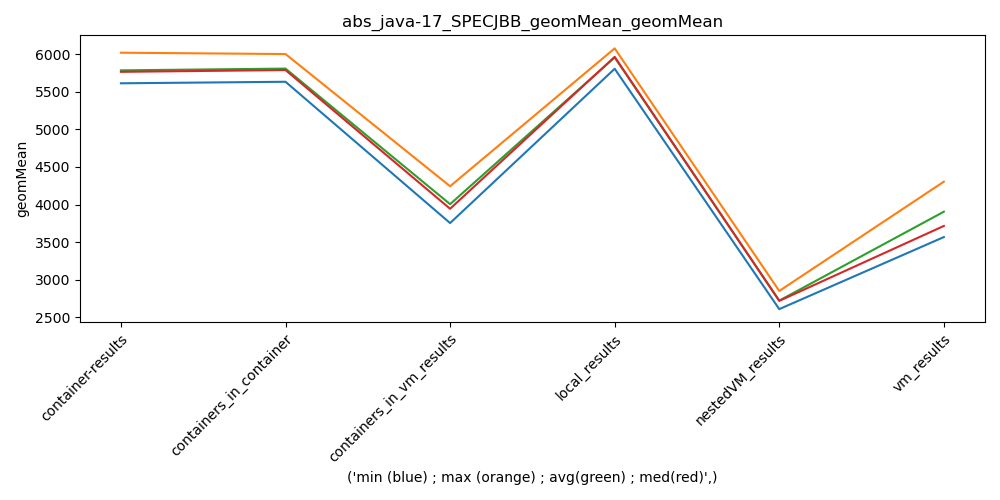 abs_java-17_SPECJBB_geomMean_geomMean
geomMean
6000
5500
5000
4500
4000
3500
3000
2500
container-results
containers_in_container
containers_in_vm_results
local_results
nestedVM_results
vm_results
('min (blue) ; max (orange) ; avg(green) ; med(red)',)